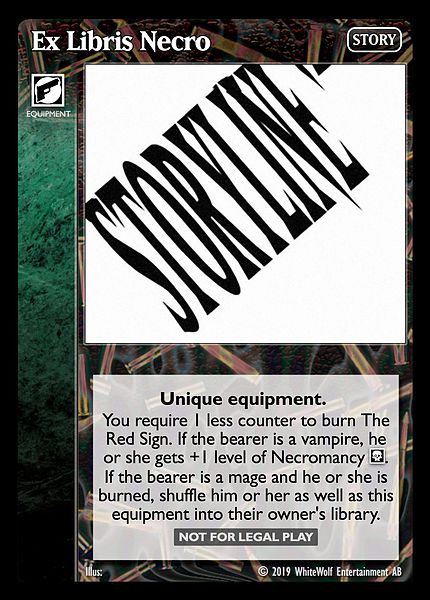 Ex Libris Necro
STORY
EQUIPMENT
STORYLINE
Unique equipment.
You require 1 less counter to burn The
Red Sign. If the bearer is a vampire, he
or she gets +1 level of Necromancy .
If the bearer is a mage and he or she is
burned, shuffle him or her as well as this
equipment into their owner's library.
NOT FOR LEGAL PLAY
Illus:
© 2019 WhiteWolf Entertainment AB